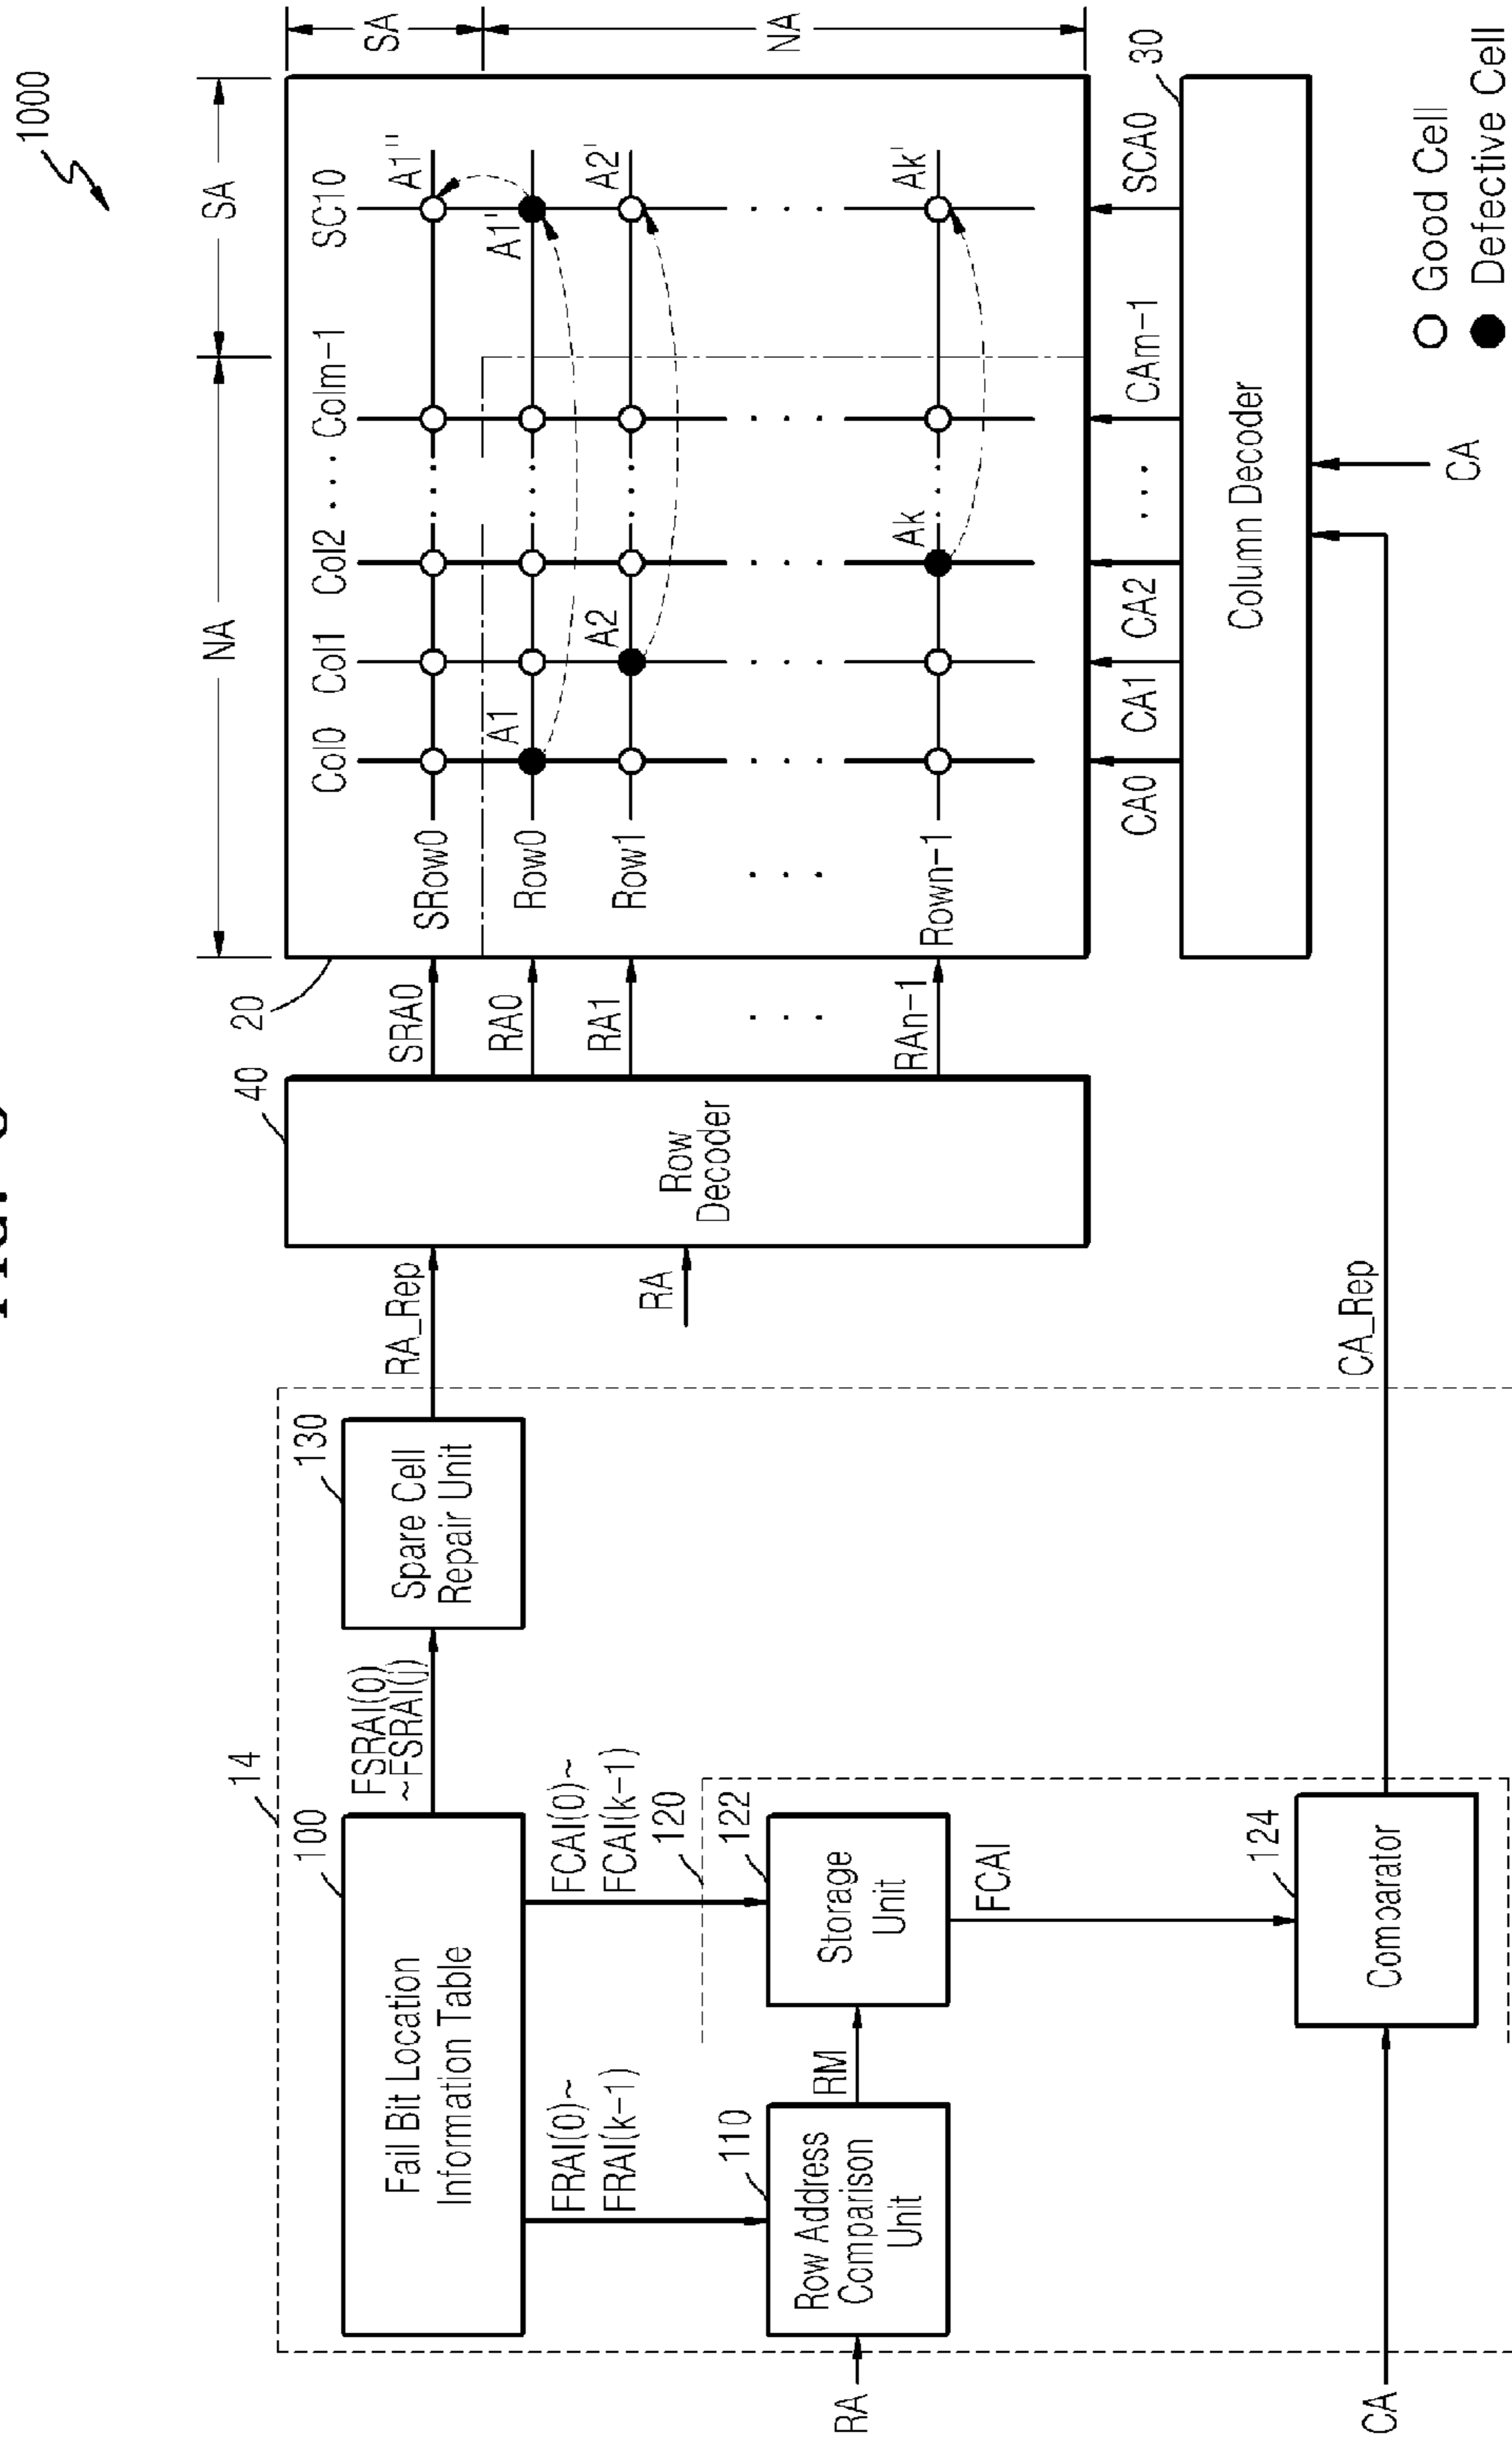 1000
NA
SA
SA
NA
20
Col0
Col1
Col2
...
Colm-1
SC10
SRow0
Row0
Row1
. . .
Rown-1
A1
A1'
A1''
A2
A2'
Ak
Ak'
40
Row
Decoder
RA_Rep
RA
SRA0
RA0
RA1
. . .
RAn-1
CA0
CA1
CA2
...
CAm-1
SCA0
30
Column Decoder
CA
CA_Rep
14
100
Fail Bit Location
Information Table
FSRAI(0)
~FSRAI(j)
130
Spare Cell
Repair Unit
FRAI(0)~
FRAI(k-1)
FCAI(0)~
FCAI(k-1)
110
Row Address
Comparison
Unit
RA
RM
120
122
Storage
Unit
FCAI
124
Comparator
CA
Good Cell
Defective Cell